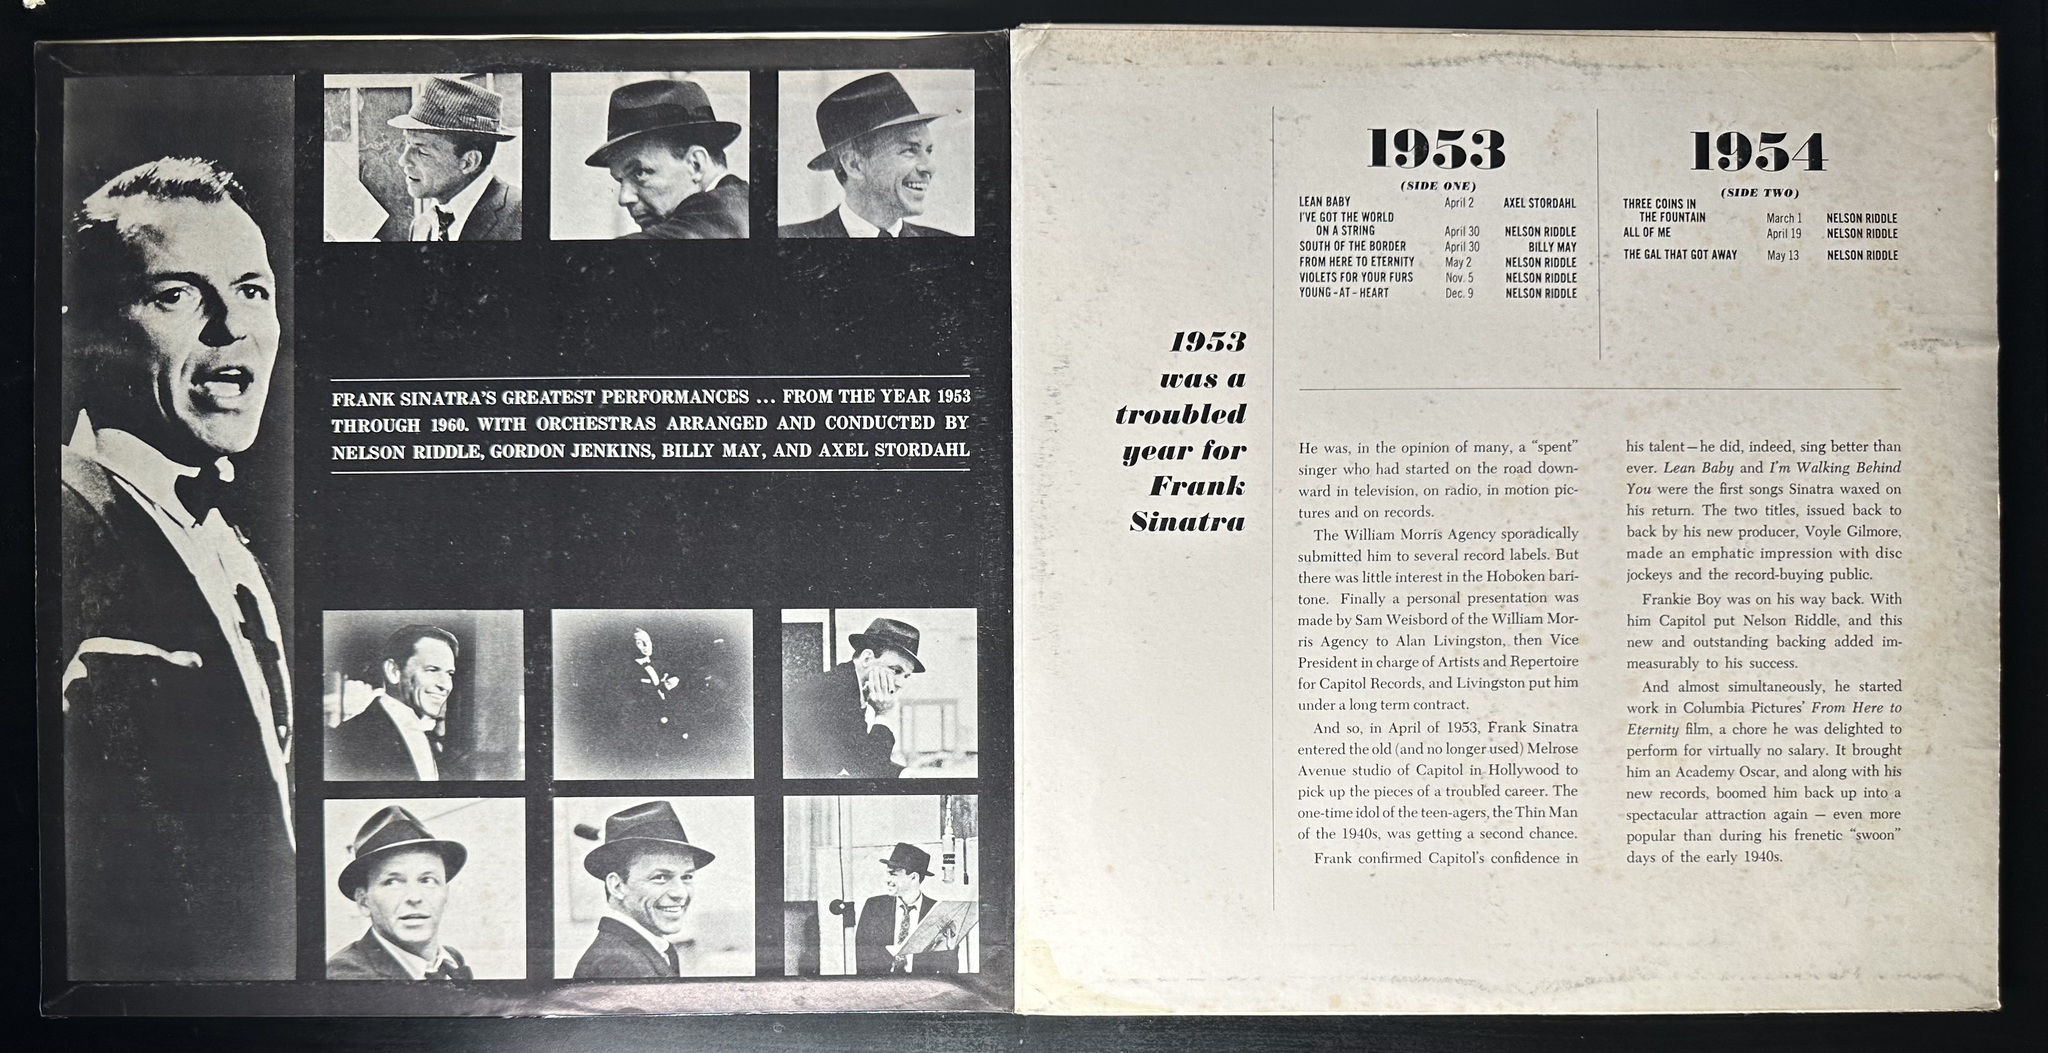 FRANK SINATRA'S GREATEST PERFORMANCES ... FROM THE YEAR 1953
THROUGH 1960. WITH ORCHESTRAS ARRANGED AND CONDUCTED BY
NELSON RIDDLE, GORDON JENKINS, BILLY MAY, AND AXEL STORDAHL
1953
was a
troubled
year for
Frank
Sinatra
1953
(SIDE ONE)
LEAN BABY April 2 AXEL STORDAHL
I'VE GOT THE WORLD
ON A STRING April 30 NELSON RIDDLE
SOUTH OF THE BORDER April 30 BILLY MAY
FROM HERE TO ETERNITY May 2 NELSON RIDDLE
VIOLETS FOR YOUR FURS Nov. 5 NELSON RIDDLE
YOUNG-AT-HEART Dec. 9 NELSON RIDDLE
1954
(SIDE TWO)
THREE COINS IN
THE FOUNTAIN March 1 NELSON RIDDLE
ALL OF ME April 19 NELSON RIDDLE
THE GAL THAT GOT AWAY May 13 NELSON RIDDLE
He was, in the opinion of many, a “spent”
singer who had started on the road down-
ward in television, on radio, in motion pic-
tures and on records.
The William Morris Agency sporadically
submitted him to several record labels. But
there was little interest in the Hoboken bari-
tone. Finally a personal presentation was
made by Sam Weisbord of the William Mor-
ris Agency to Alan Livingston, then Vice
President in charge of Artists and Repertoire
for Capitol Records, and Livingston put him
under a long term contract.
And so, in April of 1953, Frank Sinatra
entered the old (and no longer used) Melrose
Avenue studio of Capitol in Hollywood to
pick up the pieces of a troubled career. The
one-time idol of the teen-agers, the Thin Man
of the 1940s, was getting a second chance.
Frank confirmed Capitol's confidence in
his talent—he did, indeed, sing better than
ever. Lean Baby and I'm Walking Behind
You were the first songs Sinatra waxed on
his return. The two titles, issued back to
back by his new producer, Voyle Gilmore,
made an emphatic impression with disc
jockeys and the record-buying public.
Frankie Boy was on his way back. With
him Capitol put Nelson Riddle, and this
new and outstanding backing added im-
measurably to his success.
And almost simultaneously, he started
work in Columbia Pictures' From Here to
Eternity film, a chore he was delighted to
perform for virtually no salary. It brought
him an Academy Oscar, and along with his
new records, boomed him back up into a
spectacular attraction again — even more
popular than during his frenetic “swoon”
days of the early 1940s.